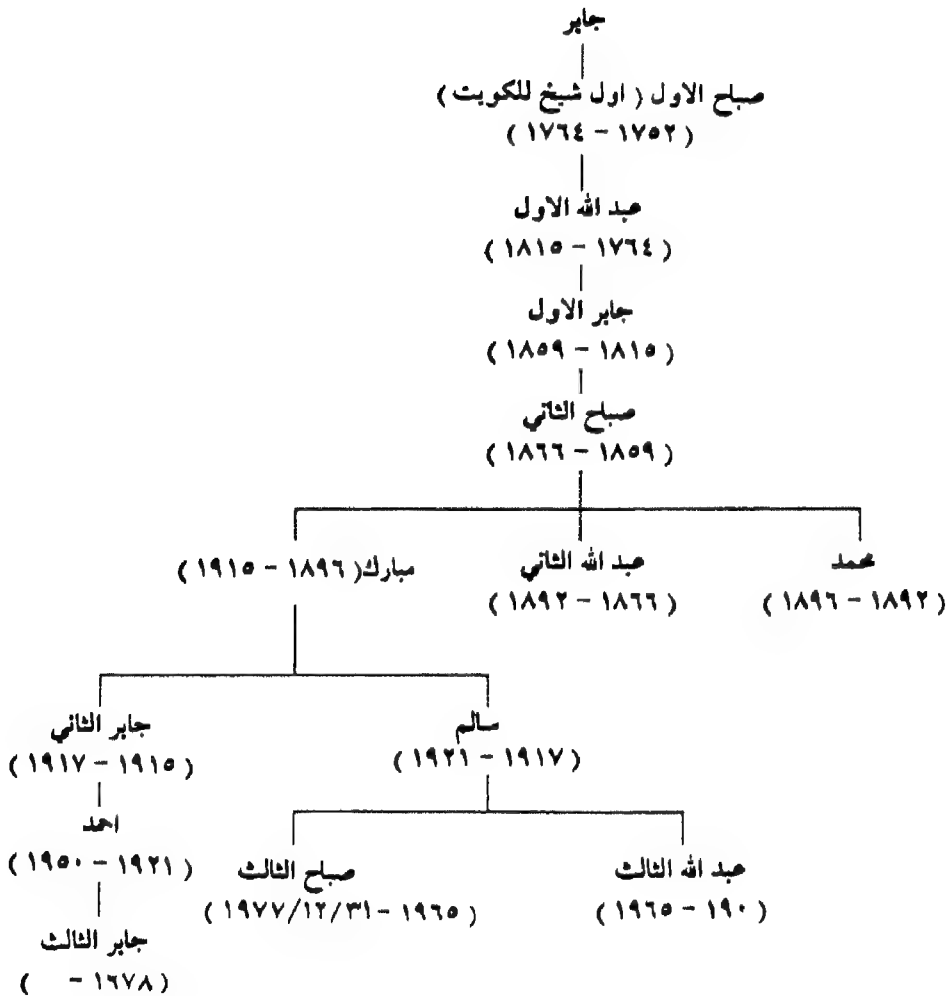 جابر
صباح الاول ( اول شيخ للكويت )
( ١٧٥٢ - ١٧٦٤ )
عبد الله الاول
( ١٧٦٤ - ١٨١٥ )
جابر الاول
( ١٨١٥ - ١٨٥٩ )
صباح الثاني
( ١٨٥٩ - ١٨٦٦ )
محمد
( ١٨٩٢ - ١٨٩٦ )
عبد الله الثاني
( ١٨٦٦ - ١٨٩٢ )
مبارك( ١٨٩٦ - ١٩١٥ )
سالم
( ١٩١٧ - ١٩٢١ )
جابر الثاني
( ١٩١٥ - ١٩١٧ )
عبد الله الثالث
( ١٩٠ - ١٩٦٥ )
صباح الثالث
( ١٩٦٥ - ١٩٧٧/١٢/٣١ )
احمد
( ١٩٢١ - ١٩٥٠ )
جابر الثالث
( ١٦٧٨ - )